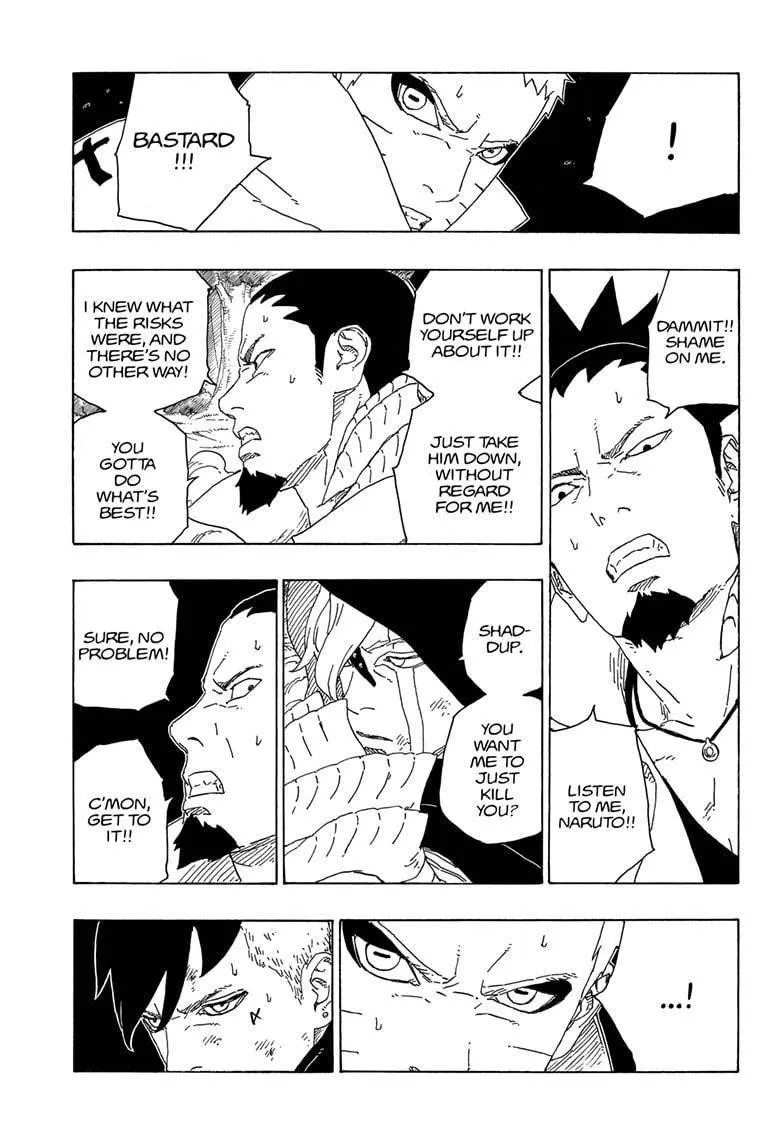 !
BASTARD
!!!
DAMMIT!!
SHAME
ON ME.
LISTEN
TO ME,
NARUTO!!
DON'T WORK
YOURSELF UP
ABOUT IT!!
JUST TAKE
HIM DOWN,
WITHOUT
REGARD
FOR ME!!
I KNEW WHAT
THE RISKS
WERE, AND
THERE'S NO
OTHER WAY!
YOU
GOTTA
DO
WHAT'S
BEST!!
SHAD-
DUP.
YOU
WANT
ME TO
JUST
KILL
YOU?
SURE, NO
PROBLEM!
C'MON,
GET TO
IT!!
...!